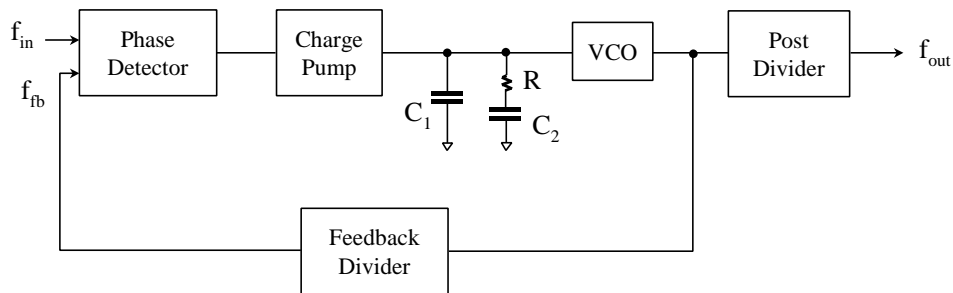 f_in
f_fb
Phase
Detector
Charge
Pump
C_1
R
C_2
VCO
Post
Divider
f_out
Feedback
Divider